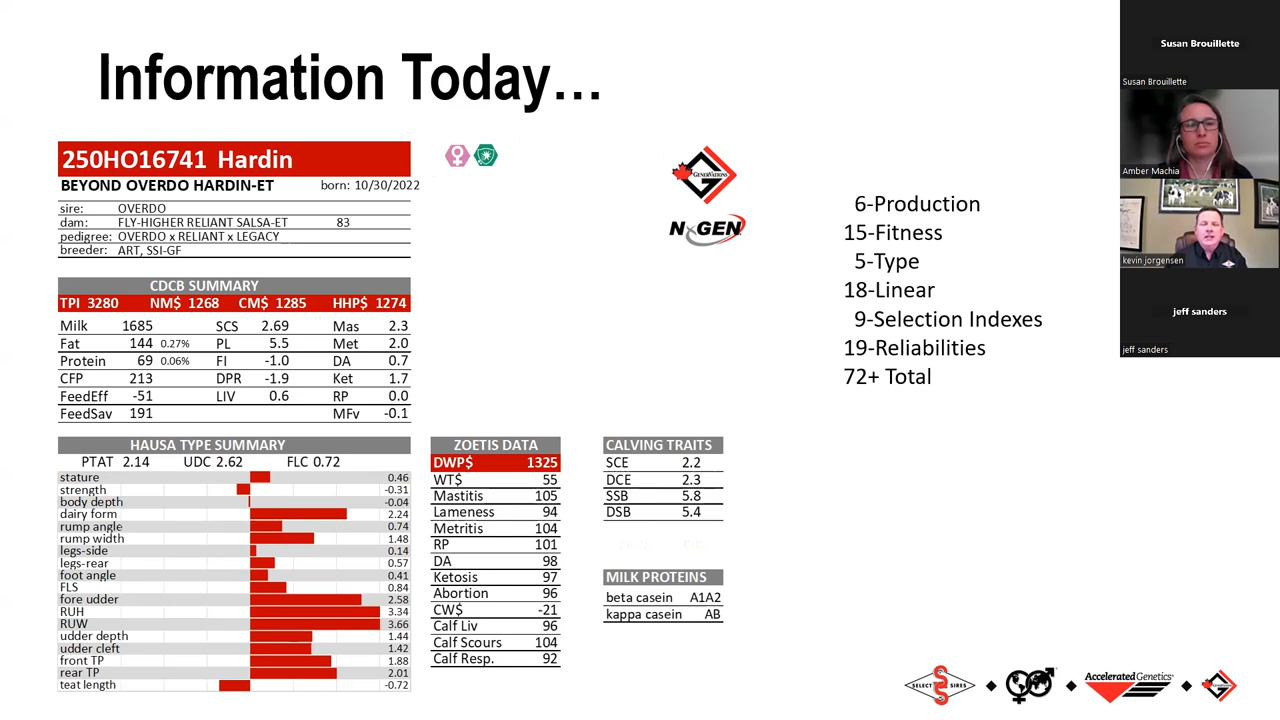 Information Today…
250HO16741 Hardin
BEYOND OVERDO HARDIN-ET born: 10/30/2022
sire: OVERDO
dam: FLY-HIGHER RELIANT SALSA-ET 83
pedigree: OVERDO x RELIANT x LEGACY
breeder: ART, SSI-GF
CDCB SUMMARY
TPI 3280 NM$ 1268 CM$ 1285 HHP$ 1274
Milk 1685 SCS 2.69 Mas 2.3
Fat 144 0.27% PL 5.5 Met 2.0
Protein 69 0.06% FI -1.0 DA 0.7
CFP 213 DPR -1.9 Ket 1.7
FeedEff -51 LIV 0.6 RP 0.0
FeedSav 191 MFv -0.1
HAUSA TYPE SUMMARY
PTAT 2.14 UDC 2.62 FLC 0.72
stature 0.46
strength -0.31
body depth -0.04
dairy form 2.24
rump angle 0.74
rump width 1.48
legs-side 0.14
legs-rear 0.57
foot angle 0.41
FLS 0.84
fore udder 2.58
RUH 3.34
RUW 3.66
udder depth 1.44
udder cleft 1.42
front TP 1.88
rear TP 2.01
teat length -0.72
ZOETIS DATA
DWP$ 1325
WT$ 55
Mastitis 105
Lameness 94
Metritis 104
RP 101
DA 98
Ketosis 97
Abortion 96
CW$ -21
Calf Liv 96
Calf Scours 104
Calf Resp. 92
CALVING TRAITS
SCE 2.2
DCE 2.3
SSB 5.8
DSB 5.4
MILK PROTEINS
beta casein A1A2
kappa casein AB
GENERVATIONS
NxGEN
6-Production
15-Fitness
5-Type
18-Linear
9-Selection Indexes
19-Reliabilities
72+ Total
Susan Brouillette
Susan Brouillette
Amber Machia
kevin jorgensen
jeff sanders
jeff sanders
SELECT SIRES
Accelerated Genetics